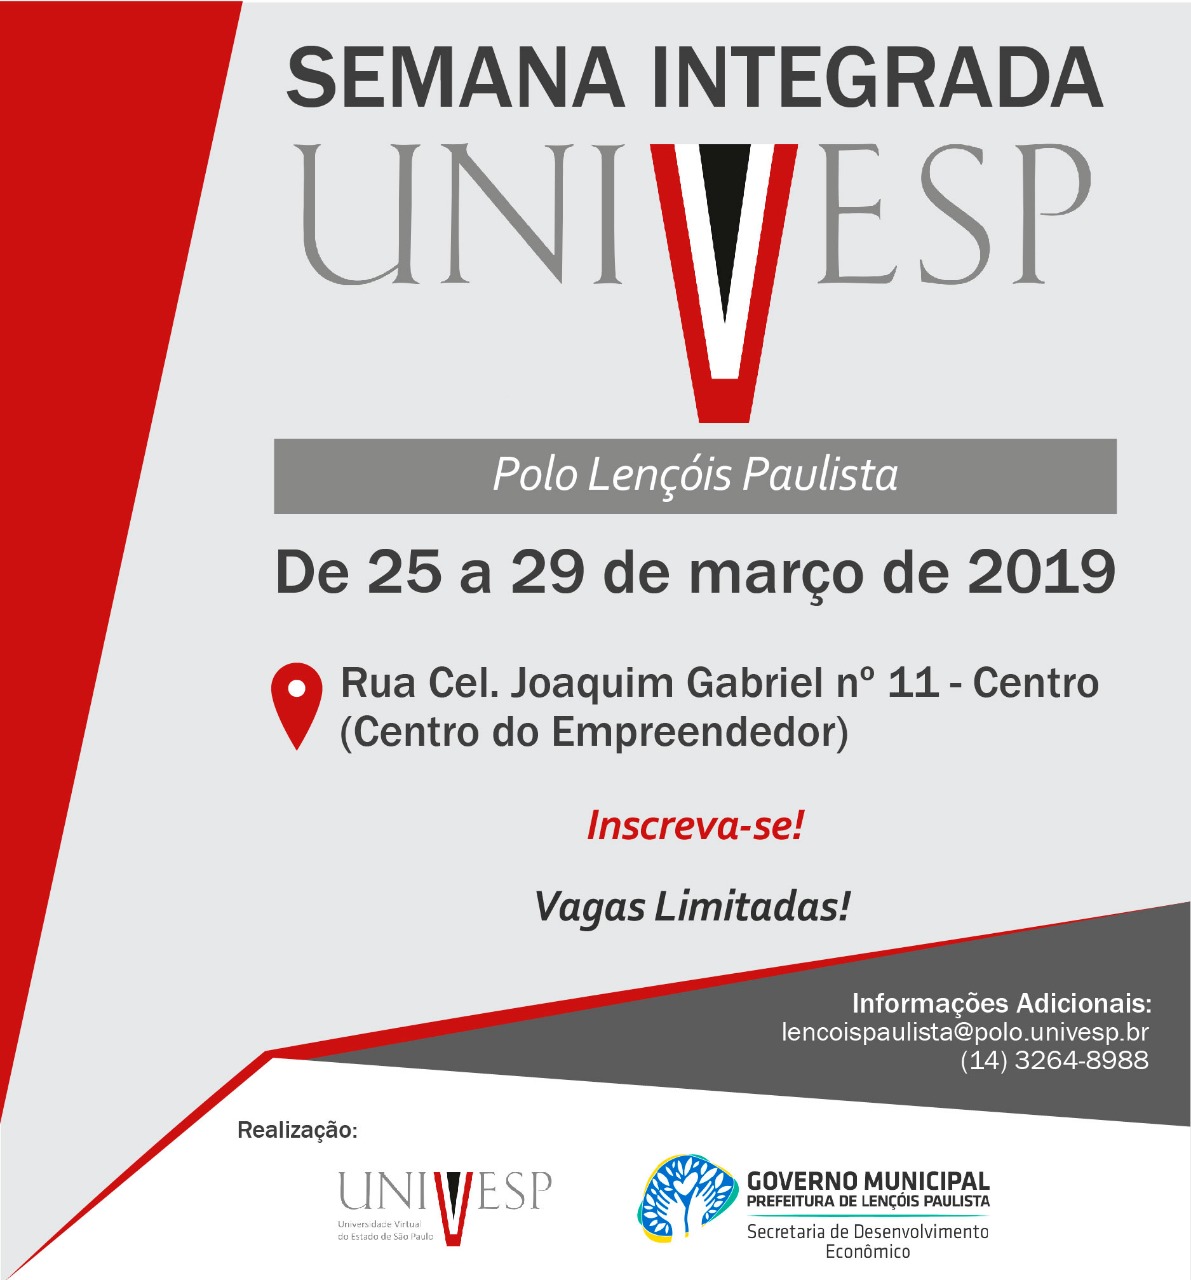 SEMANA INTEGRADA
UNIVESP
Polo Lençóis Paulista
De 25 a 29 de março de 2019
Rua Cel. Joaquim Gabriel nº 11 - Centro
(Centro do Empreendedor)
Inscreva-se!
Vagas Limitadas!
Informações Adicionais:
lencoispaulista@polo.univesp.br
(14) 3264-8988
Realização:
UNIVESP
Universidade Virtual
do Estado de São Paulo
GOVERNO MUNICIPAL
PREFEITURA DE LENÇÓIS PAULISTA
Secretaria de Desenvolvimento
Econômico